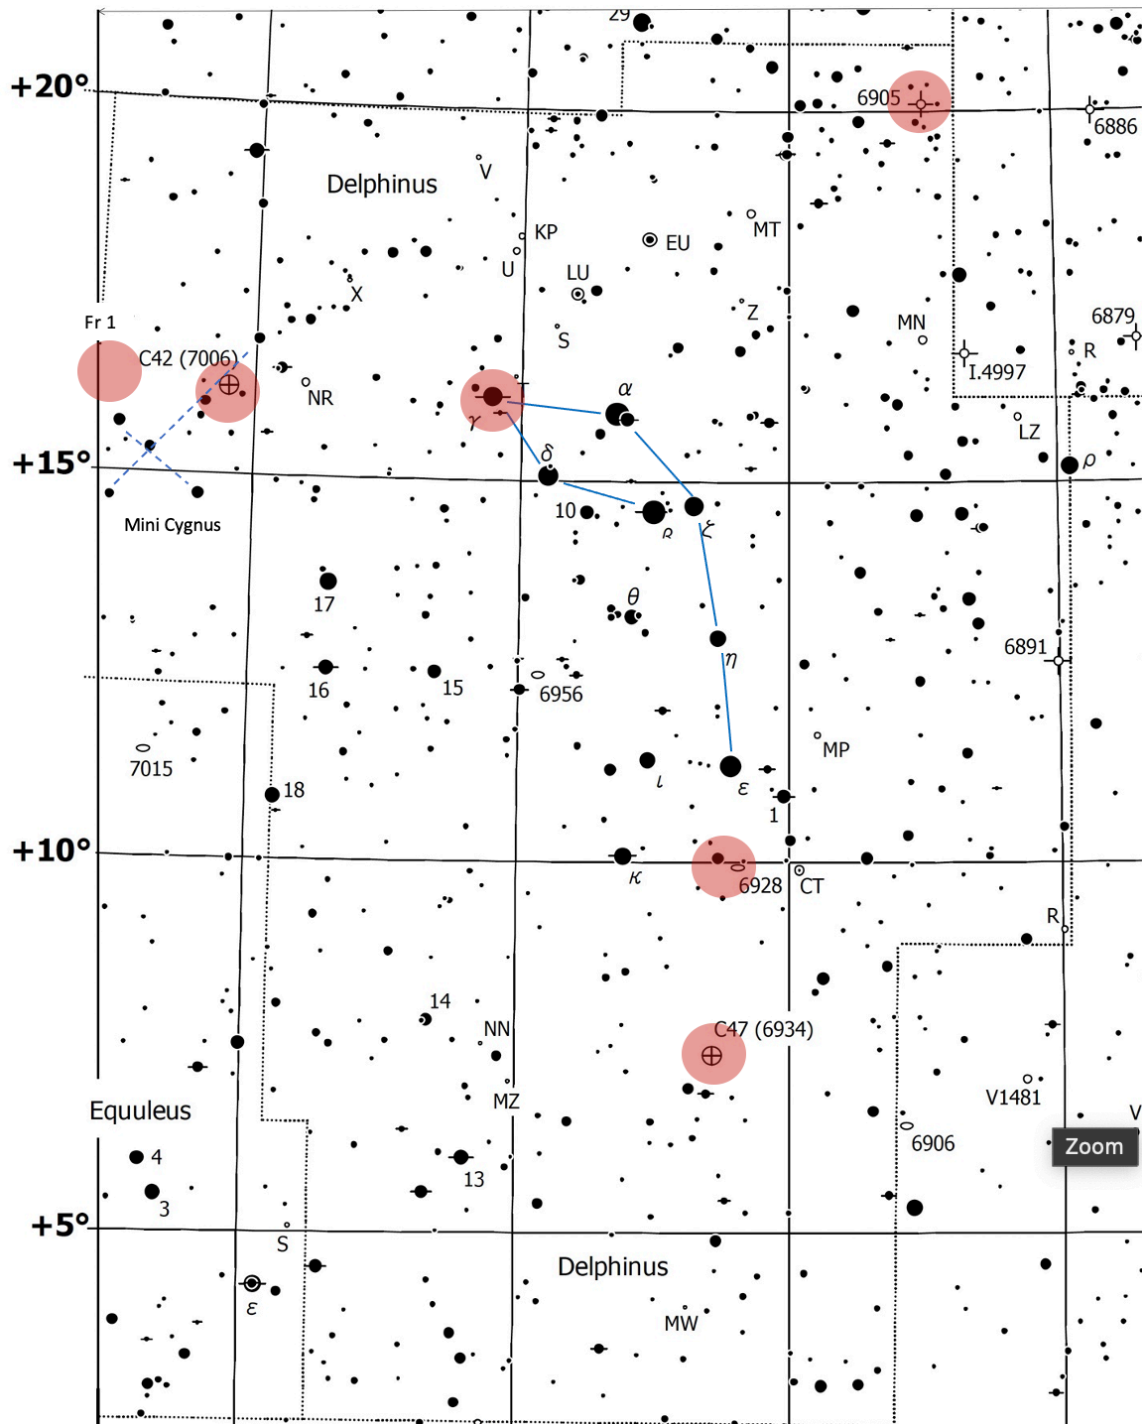 29
+20°
6905
6886
V
Delphinus
MT
KP
EU
U
LU
X
Z
6879
Fr 1
S
MN
R
C42 (7006)
I.4997
NR
α
γ
LZ
δ
+15°
ρ
10
ζ
Mini Cygnus
θ
17
6891
η
16
15
6956
MP
7015
ι
ε
18
1
+10°
κ
6928
CT
R
14
NN
C47 (6934)
MZ
V1481
V
Equuleus
6906
Zoom
4
13
3
+5°
S
Delphinus
ε
MW